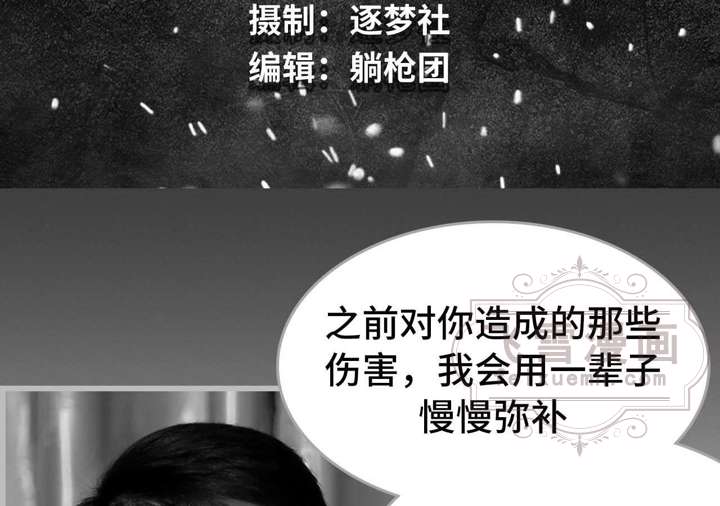 摄制：逐梦社
编辑：躺枪团
之前对你造成的那些
伤害，我会用一辈子
慢慢弥补